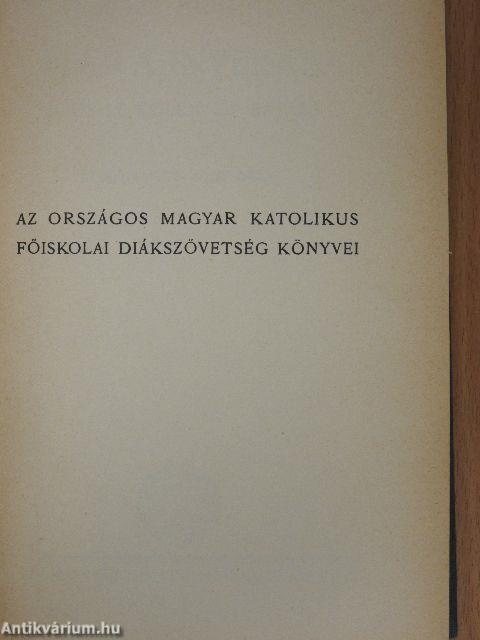 AZ ORSZÁGOS MAGYAR KATOLIKUS
FŐISKOLAI DIÁKSZÖVETSÉG KÖNYVEI
Antikvárium.hu